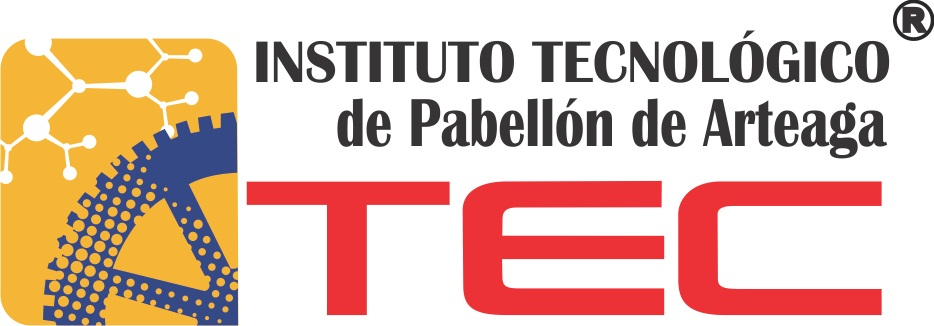 INSTITUTO TECNOLÓGICO®
de Pabellón de Arteaga
TEC